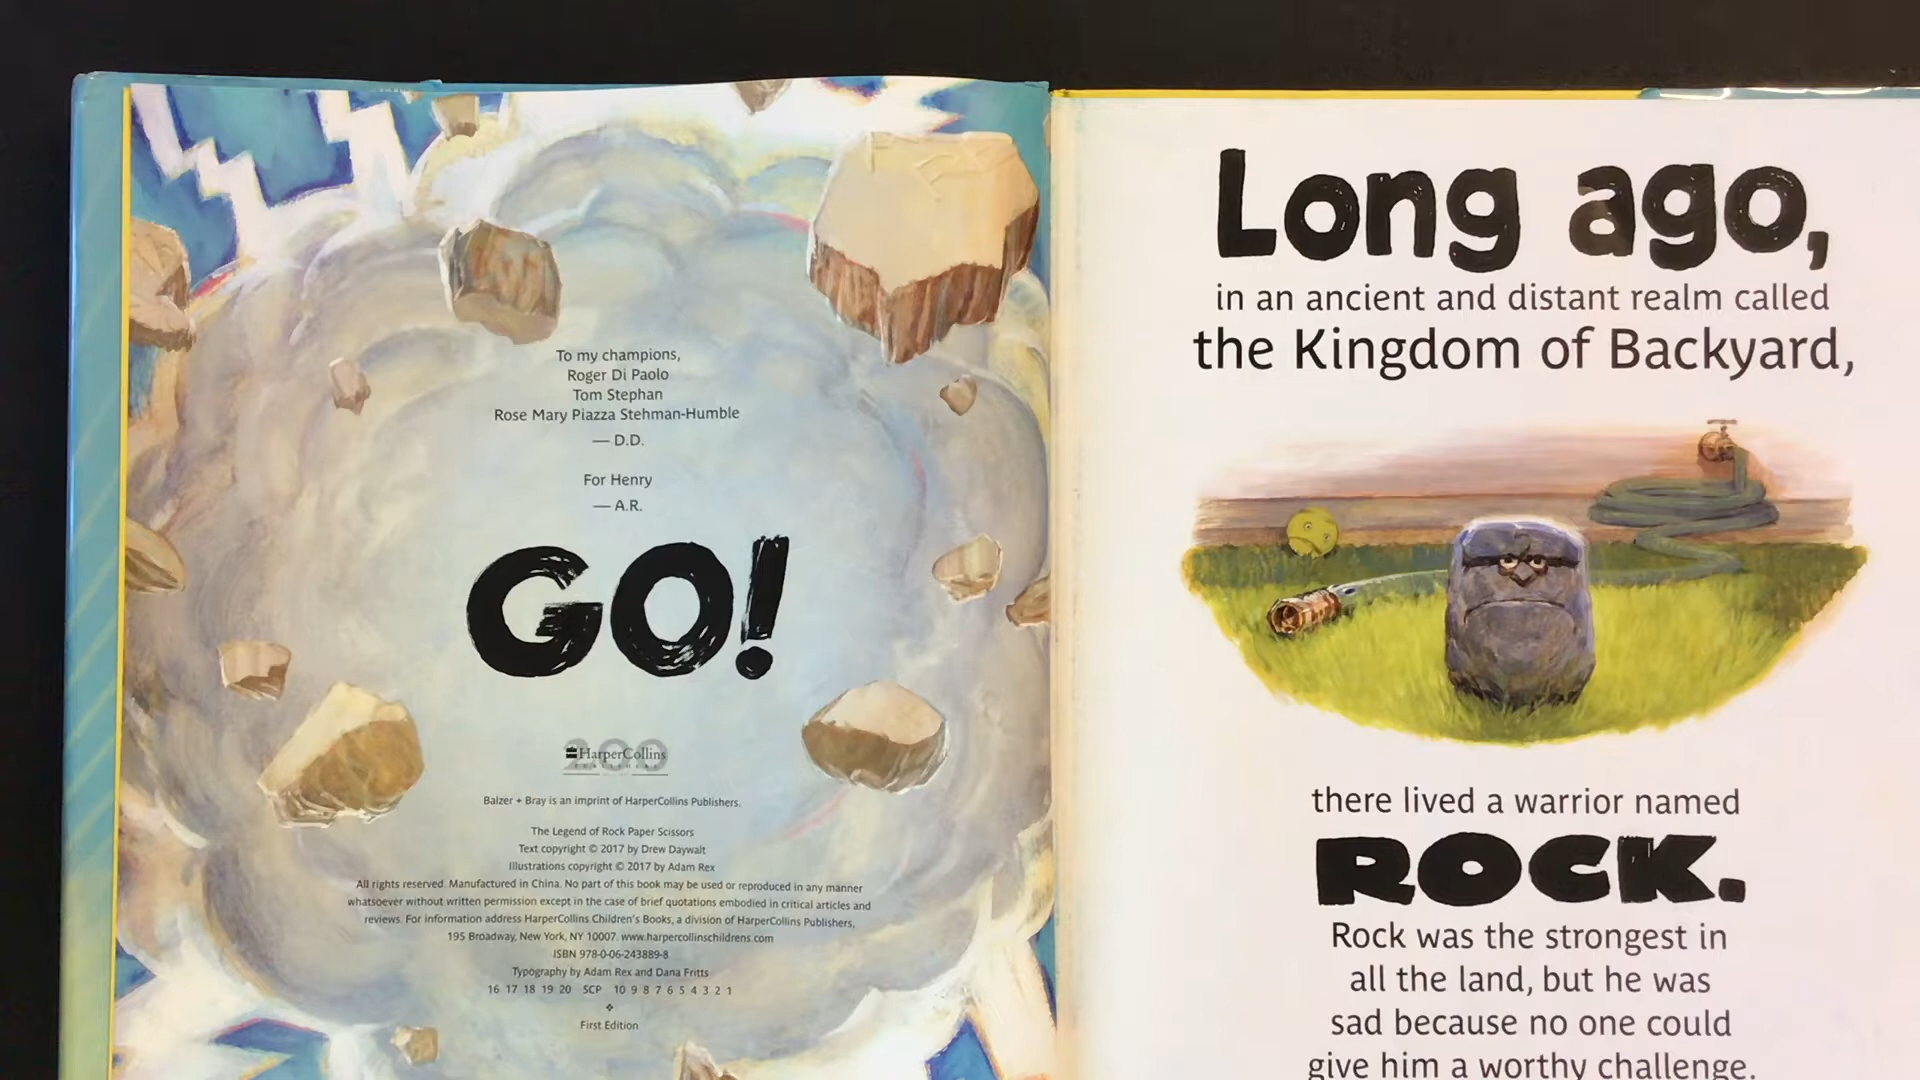 To my champions,
Roger Di Paolo
Tom Stephan
Rose Mary Piazza Stehman-Humble
— D.D.
For Henry
— A.R.
GO!
200
HarperCollins
PUBLISHERS
Balzer + Bray is an imprint of HarperCollins Publishers.
The Legend of Rock Paper Scissors
Text copyright © 2017 by Drew Daywalt
Illustrations copyright © 2017 by Adam Rex
All rights reserved. Manufactured in China. No part of this book may be used or reproduced in any manner
whatsoever without written permission except in the case of brief quotations embodied in critical articles and
reviews. For information address HarperCollins Children's Books, a division of HarperCollins Publishers,
195 Broadway, New York, NY 10007. www.harpercollinschildrens.com
ISBN 978-0-06-243889-8
Typography by Adam Rex and Dana Fritts
16 17 18 19 20 SCP 10 9 8 7 6 5 4 3 2 1
❖
First Edition
Long ago,
in an ancient and distant realm called
the Kingdom of Backyard,
there lived a warrior named
ROCK.
Rock was the strongest in
all the land, but he was
sad because no one could
give him a worthy challenge.